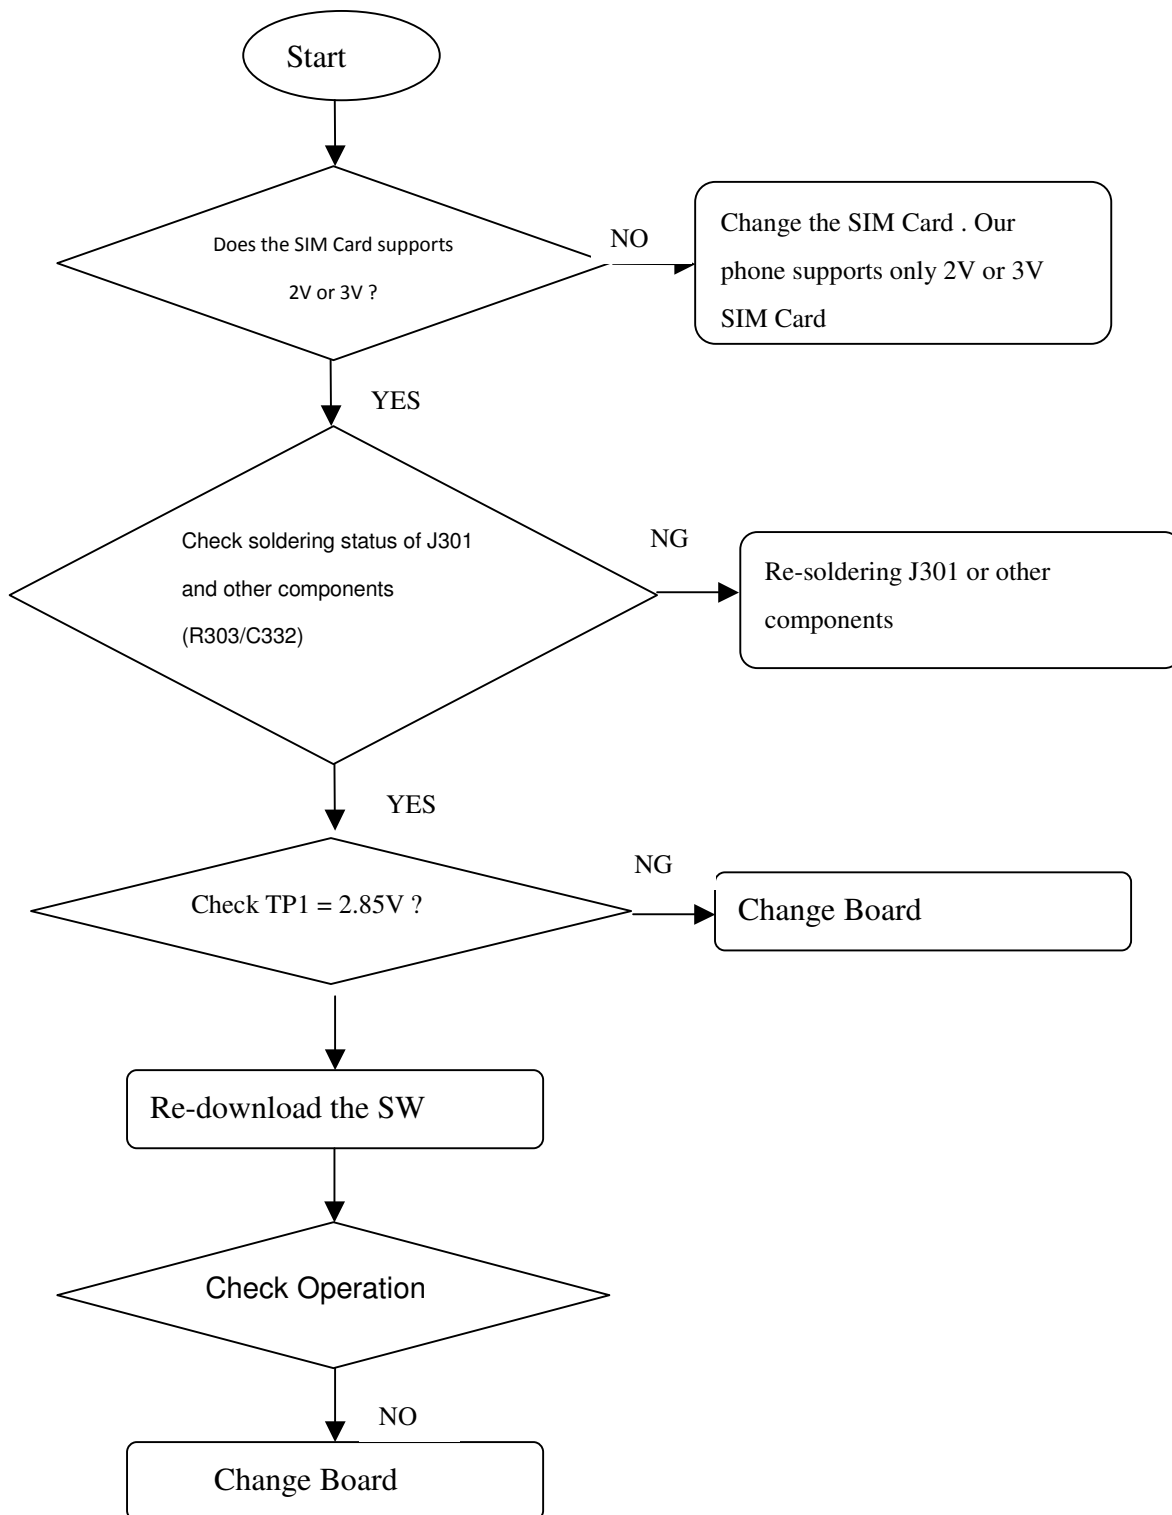 Start
Does the SIM Card supports
2V or 3V ?
NO
Change the SIM Card . Our
phone supports only 2V or 3V
SIM Card
YES
Check soldering status of J301
and other components
(R303/C332)
NG
Re-soldering J301 or other
components
YES
Check TP1 = 2.85V ?
NG
Change Board
Re-download the SW
Check Operation
NO
Change Board